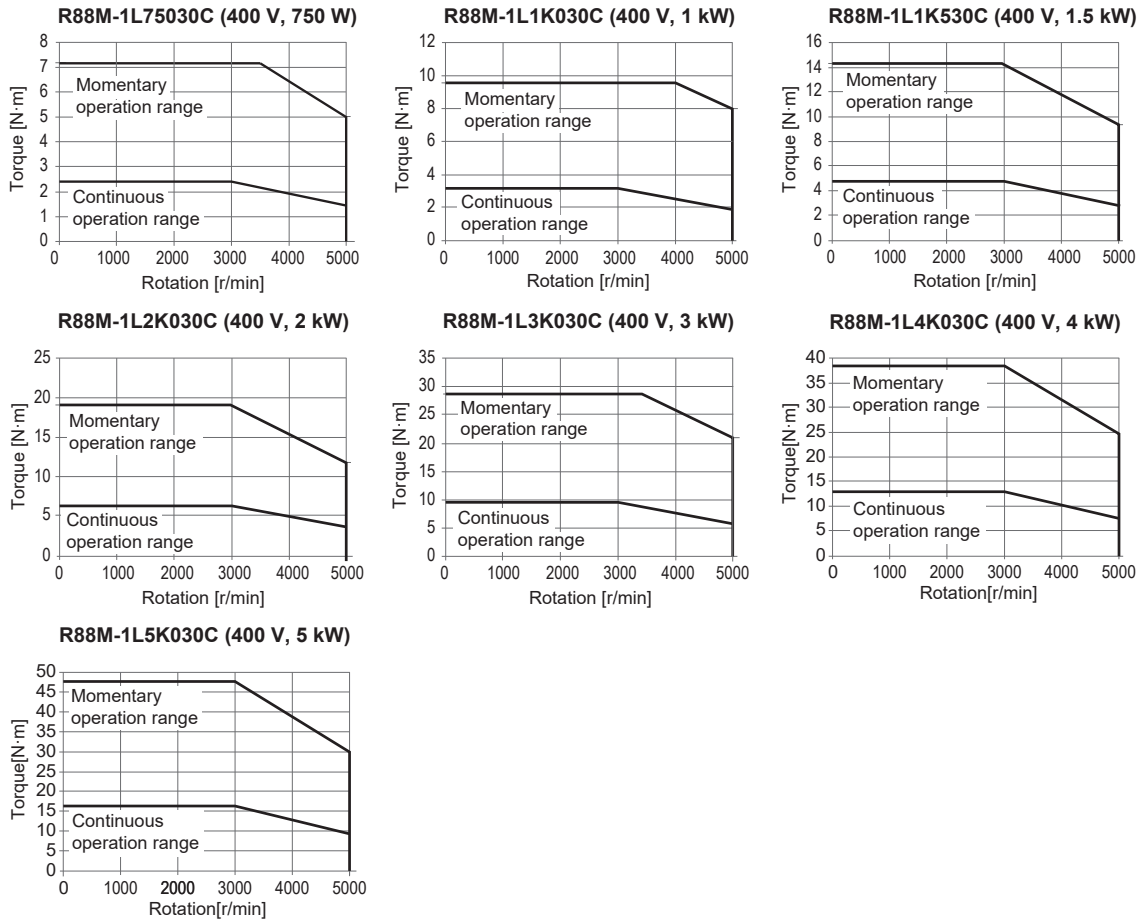 R88M-1L75030C (400 V, 750 W)
8
7
6
5
4
3
2
1
0
Torque [N·m]
Momentary
operation range
Continuous
operation range
0 1000 2000 3000 4000 5000
Rotation [r/min]
R88M-1L1K030C (400 V, 1 kW)
12
10
8
6
4
2
0
Torque [N·m]
Momentary
operation range
Continuous
operation range
0 1000 2000 3000 4000 5000
Rotation [r/min]
R88M-1L1K530C (400 V, 1.5 kW)
16
14
12
10
8
6
4
2
0
Torque [N·m]
Momentary
operation range
Continuous
operation range
0 1000 2000 3000 4000 5000
Rotation [r/min]
R88M-1L2K030C (400 V, 2 kW)
25
20
15
10
5
0
Torque [N·m]
Momentary
operation range
Continuous
operation range
0 1000 2000 3000 4000 5000
Rotation [r/min]
R88M-1L3K030C (400 V, 3 kW)
35
30
25
20
15
10
5
0
Torque [N·m]
Momentary
operation range
Continuous
operation range
0 1000 2000 3000 4000 5000
Rotation [r/min]
R88M-1L4K030C (400 V, 4 kW)
40
35
30
25
20
15
10
5
0
Torque[N·m]
Momentary
operation range
Continuous
operation range
0 1000 2000 3000 4000 5000
Rotation[r/min]
R88M-1L5K030C (400 V, 5 kW)
50
45
40
35
30
25
20
15
10
5
0
Torque[N·m]
Momentary
operation range
Continuous
operation range
0 1000 2000 3000 4000 5000
Rotation[r/min]